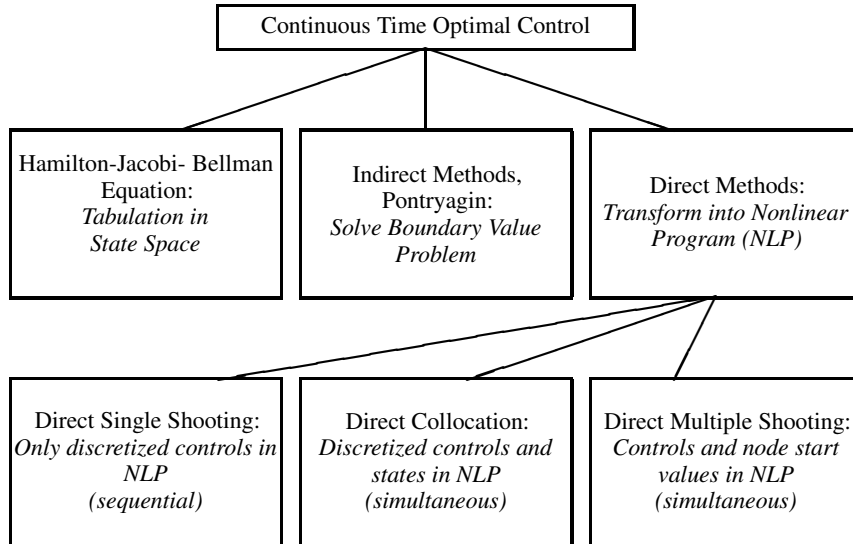 Continuous Time Optimal Control
Hamilton-Jacobi- Bellman
Equation:
Tabulation in
State Space
Indirect Methods,
Pontryagin:
Solve Boundary Value
Problem
Direct Methods:
Transform into Nonlinear
Program (NLP)
Direct Single Shooting:
Only discretized controls in
NLP
(sequential)
Direct Collocation:
Discretized controls and
states in NLP
(simultaneous)
Direct Multiple Shooting:
Controls and node start
values in NLP
(simultaneous)